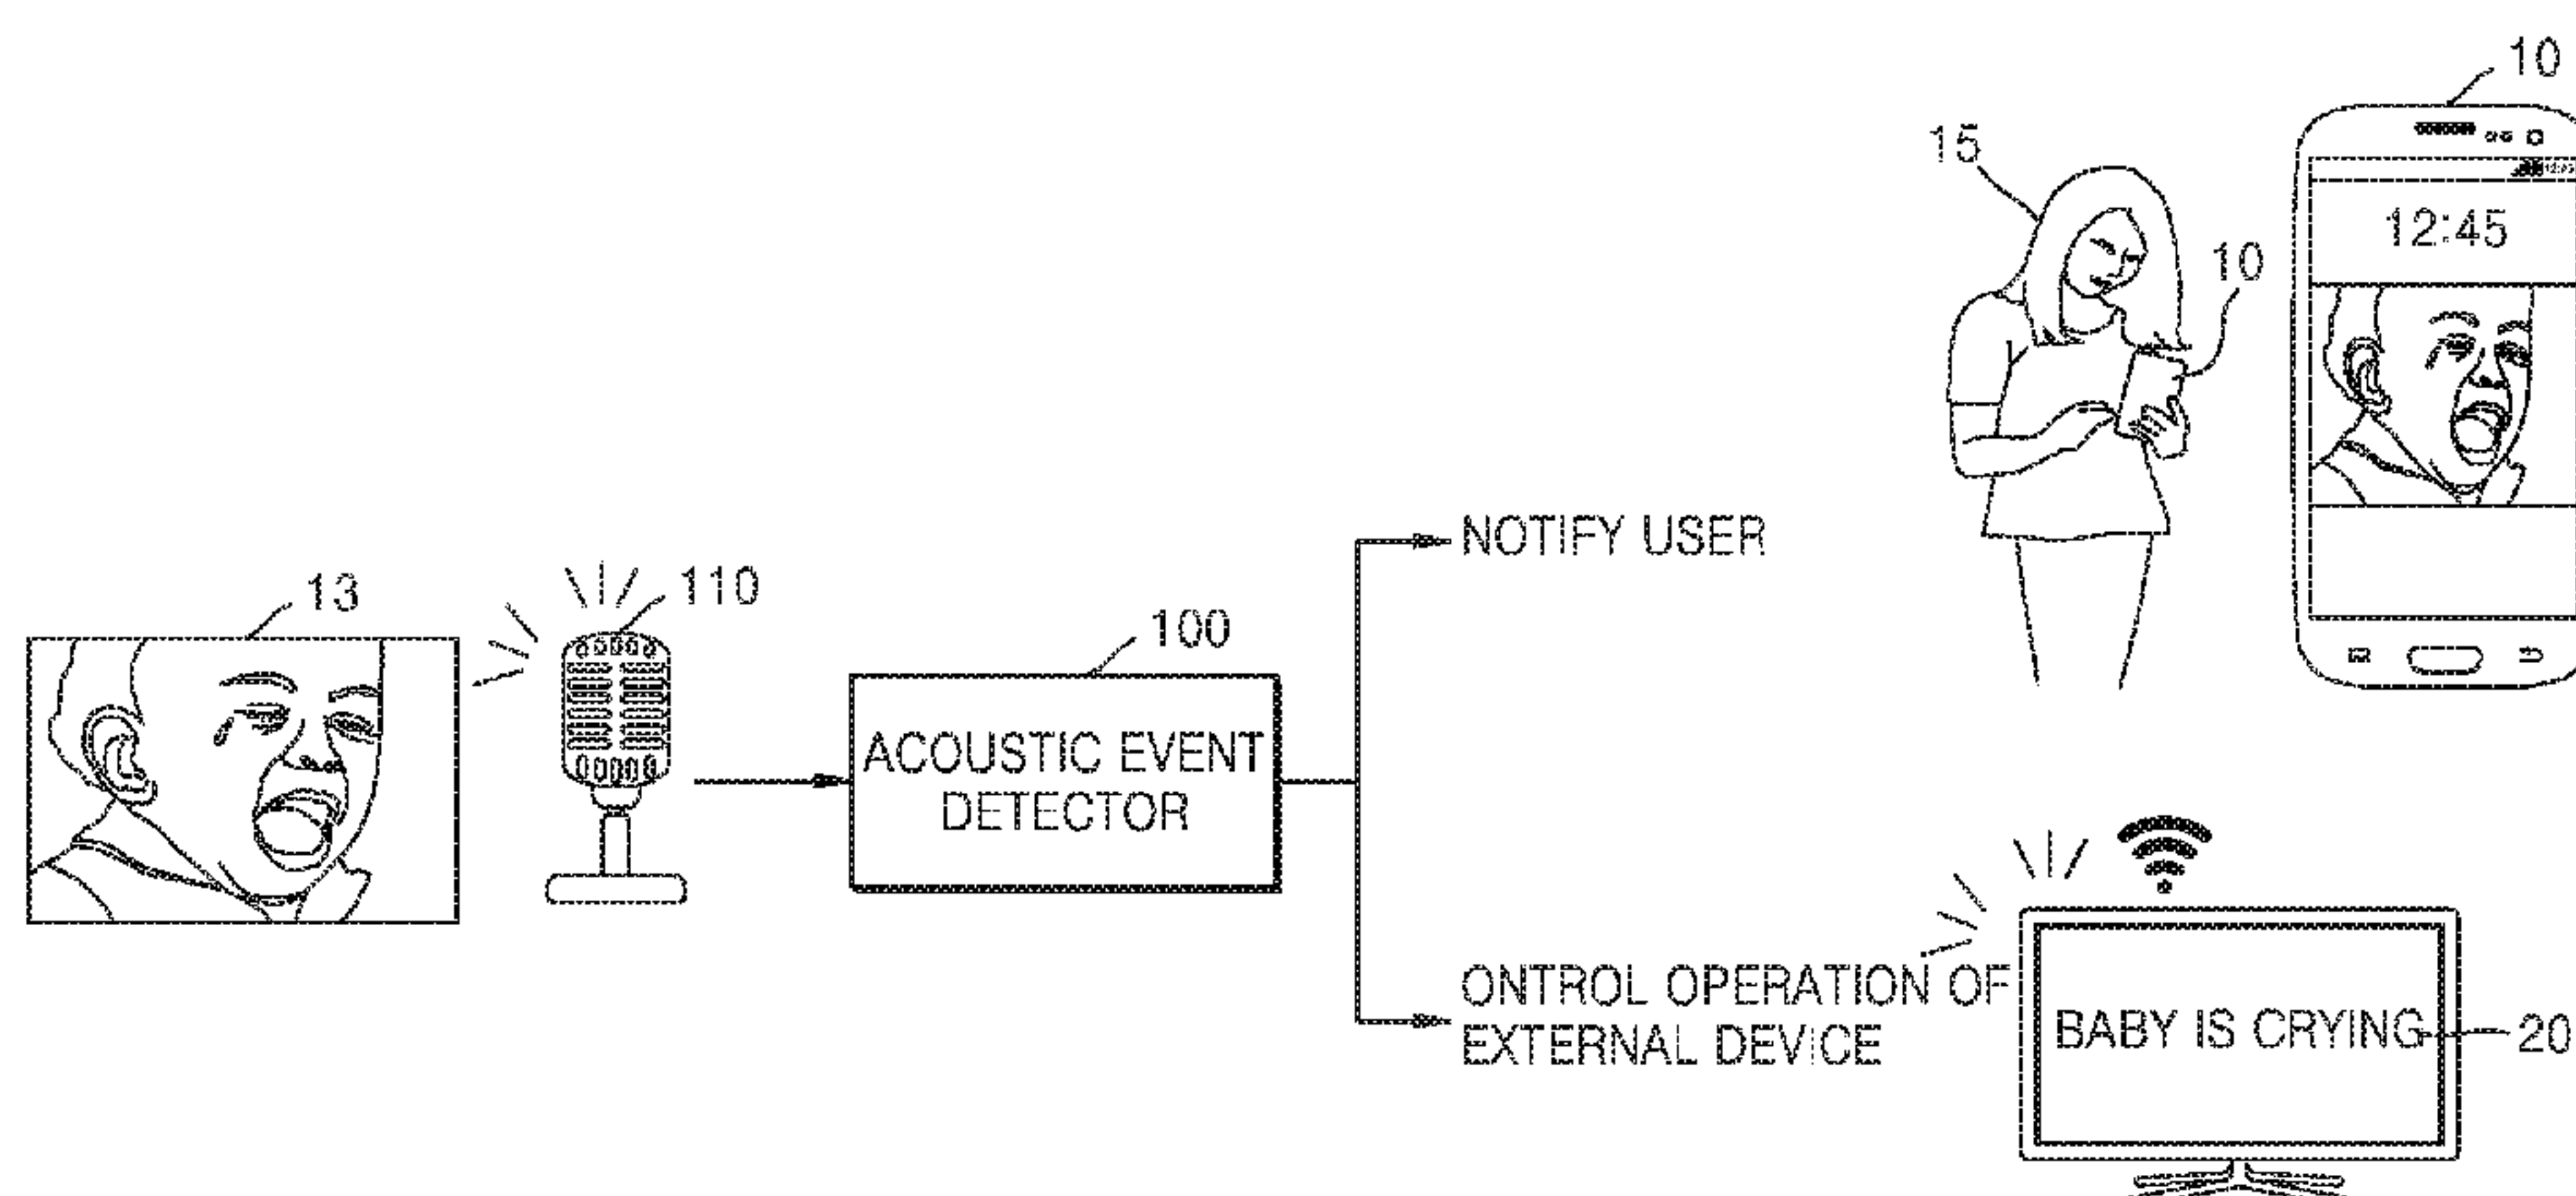 10
15
12:45
10
NOTIFY USER
13
110
100
ACOUSTIC EVENT
DETECTOR
ONTROL OPERATION OF
EXTERNAL DEVICE
BABY IS CRYING
20